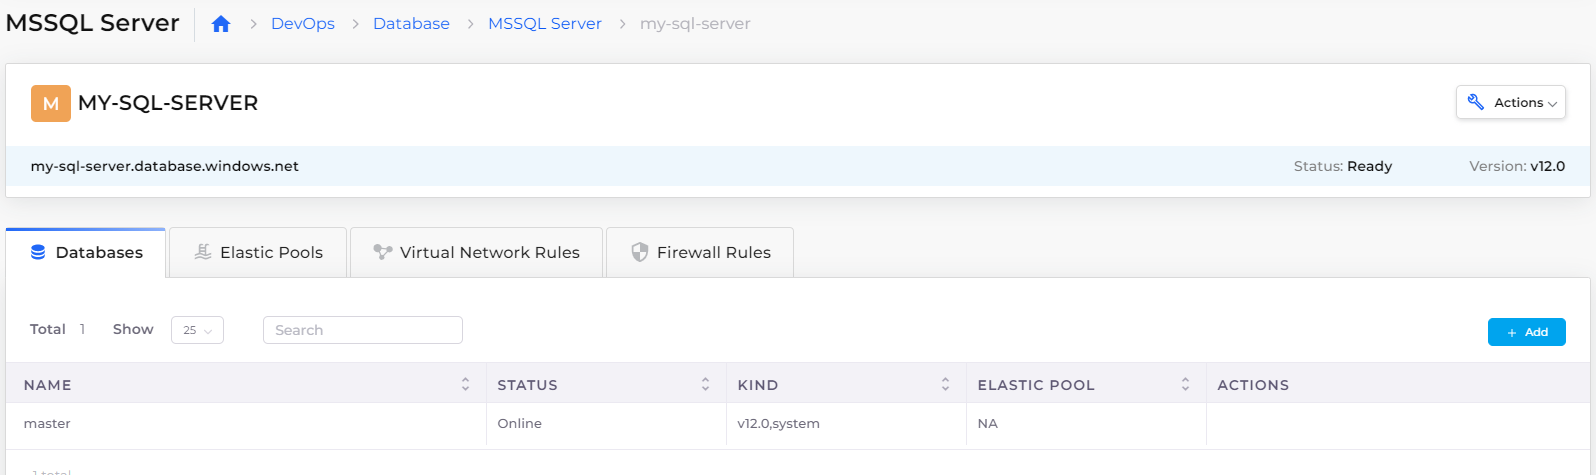 MSSQL Server DevOps Database MSSQL Server my-sql-server
M MY-SQL-SERVER
Actions
my-sql-server.database.windows.net Status: Ready Version: v12.0
Databases Elastic Pools Virtual Network Rules Firewall Rules
Total 1 Show 25 Search + Add
NAME STATUS KIND ELASTIC POOL ACTIONS
master Online v12.0,system NA
1 total